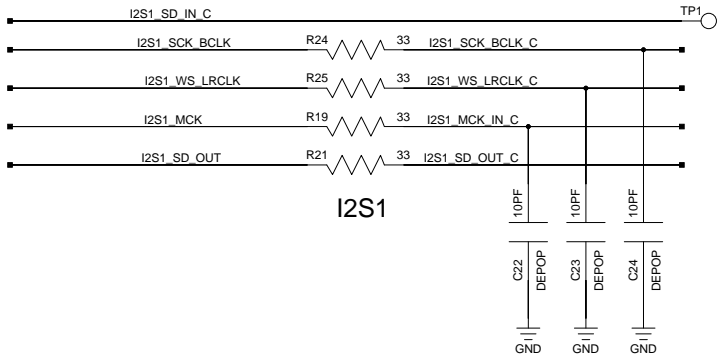 I2S1_SD_IN_C TP1
I2S1_SCK_BCLK R24 33 I2S1_SCK_BCLK_C
I2S1_WS_LRCLK R25 33 I2S1_WS_LRCLK_C
I2S1_MCK R19 33 I2S1_MCK_IN_C
I2S1_SD_OUT R21 33 I2S1_SD_OUT_C
I2S1
10PF 10PF 10PF
C22 DEPOP C23 DEPOP C24 DEPOP
GND GND GND